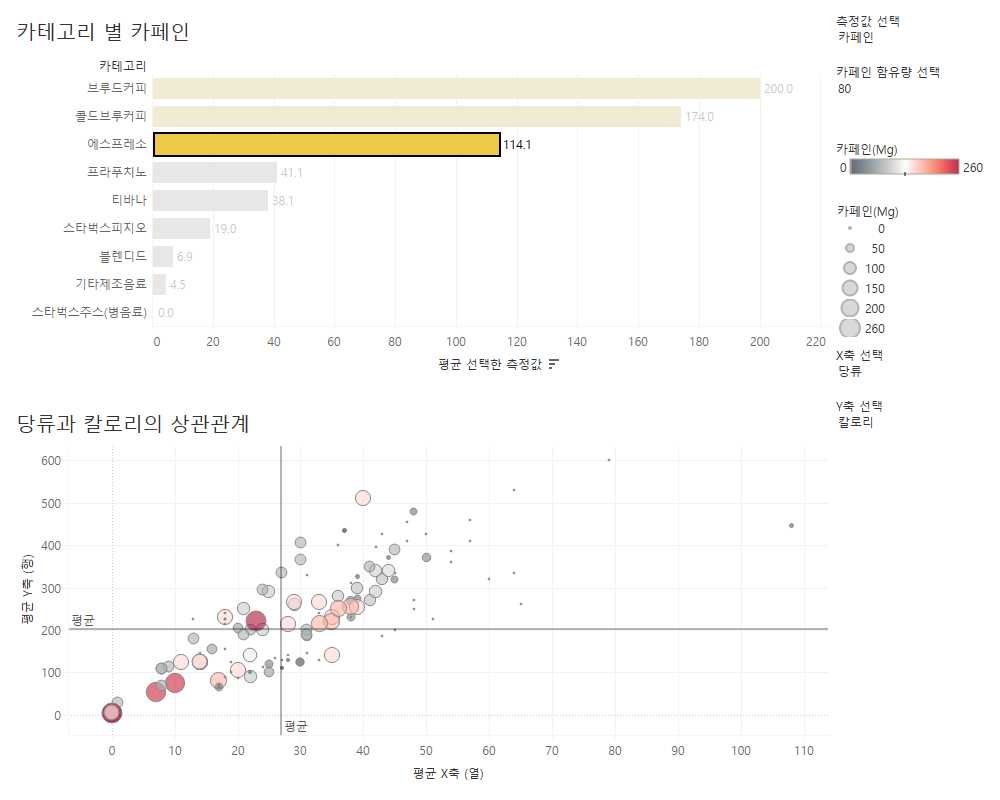 카테고리 별 카페인
카테고리
브루드커피 200.0
콜드브루커피 174.0
에스프레소 114.1
프라푸치노 41.1
티바나 38.1
스타벅스피지오 19.0
블렌디드 6.9
기타제조음료 4.5
스타벅스주스(병음료) 0.0
0 20 40 60 80 100 120 140 160 180 200 220
평균 선택한 측정값
측정값 선택
카페인
카페인 함유량 선택
80
카페인(Mg)
0 260
카페인(Mg)
0
50
100
150
200
260
X축 선택
당류
Y축 선택
칼로리
당류과 칼로리의 상관관계
평균 Y축 (행)
600
500
400
300
200
100
0
평균
평균
0 10 20 30 40 50 60 70 80 90 100 110
평균 X축 (열)